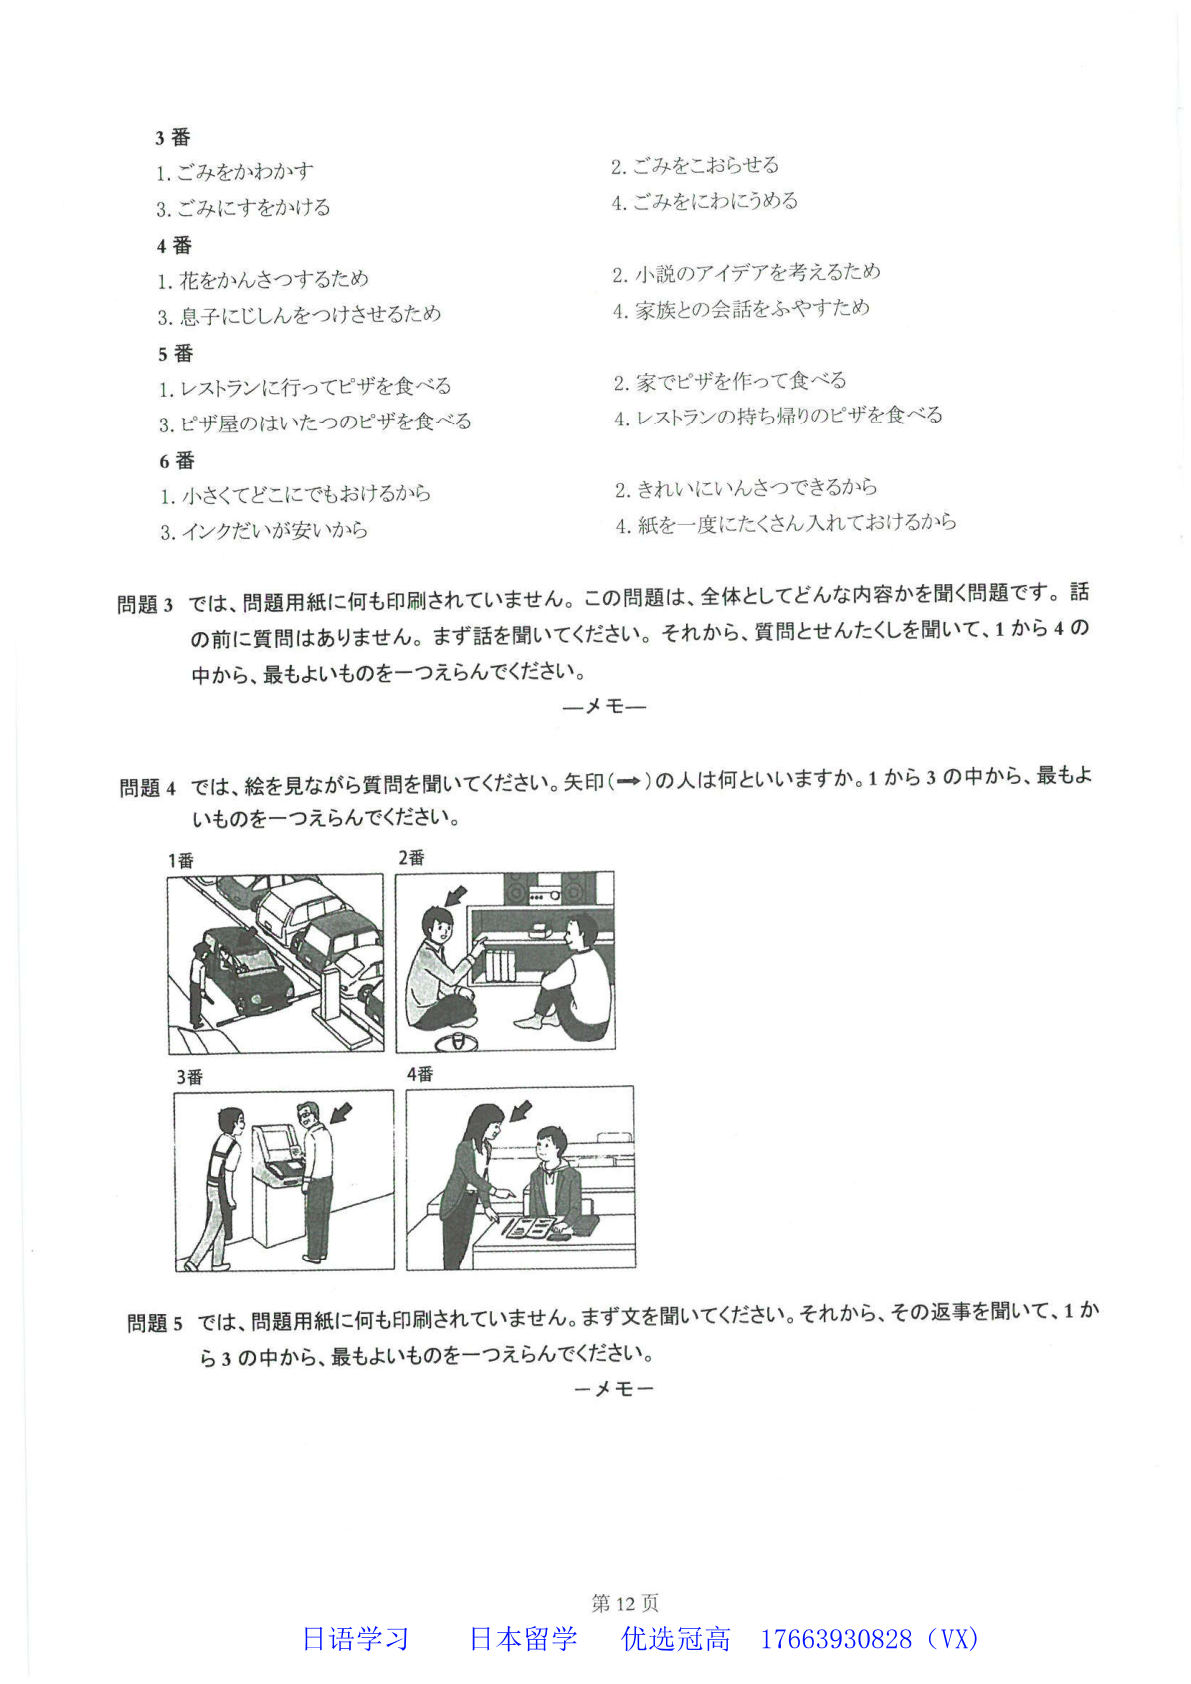 3番
1. ごみをかわかす 2. ごみをこおらせる
3. ごみにすをかける 4. ごみをにわにうめる
4番
1. 花をかんさつするため 2. 小説のアイデアを考えるため
3. 息子にじしんをつけさせるため 4. 家族との会話をふやすため
5番
1. レストランに行ってピザを食べる 2. 家でピザを作って食べる
3. ピザ屋のはいたつのピザを食べる 4. レストランの持ち帰りのピザを食べる
6番
1. 小さくてどこにでもおけるから 2. きれいにいんさつできるから
3. インクだいが安いから 4. 紙を一度にたくさん入れておけるから
問題3 では、問題用紙に何も印刷されていません。この問題は、全体としてどんな内容かを聞く問題です。話
の前に質問はありません。まず話を聞いてください。それから、質問とせんたくしを聞いて、1から4の
中から、最もよいものを一つえらんでください。
—メモ—
問題4 では、絵を見ながら質問を聞いてください。矢印(➡)の人は何といいますか。1から3の中から、最もよ
いものを一つえらんでください。
1番 2番
3番 4番
問題5 では、問題用紙に何も印刷されていません。まず文を聞いてください。それから、その返事を聞いて、1か
ら3の中から、最もよいものを一つえらんでください。
－メモ－
第12页
日语学习 日本留学 优选冠高 17663930828（VX)